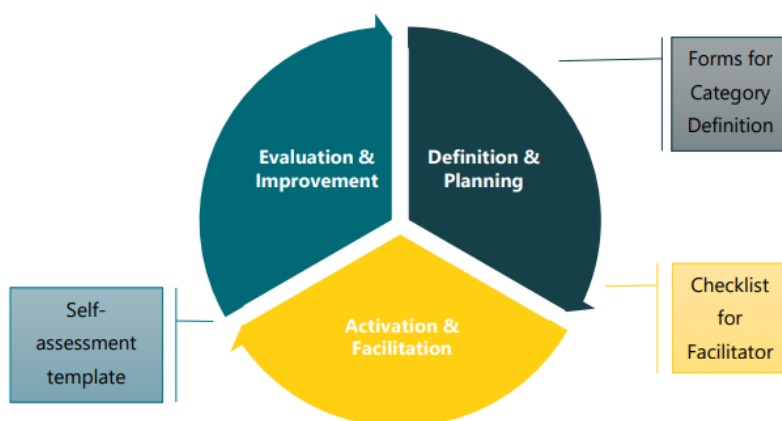 Forms for
Category
Definition
Evaluation &
Improvement
Definition &
Planning
Checklist
for
Facilitator
Self-
assessment
template
Activation &
Facilitation